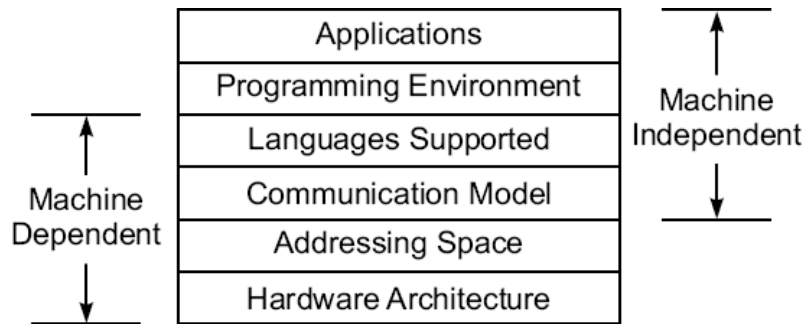 Applications
Programming Environment
Languages Supported
Communication Model
Addressing Space
Hardware Architecture
Machine
Dependent
Machine
Independent